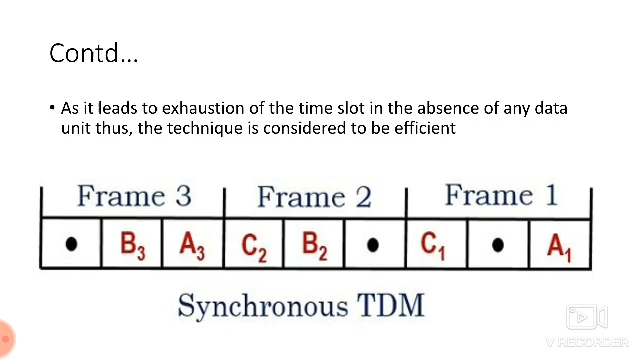 Contd...
• As it leads to exhaustion of the time slot in the absence of any data
unit thus, the technique is considered to be efficient
Frame 3 Frame 2 Frame 1
• B₃ A₃ C₂ B₂ • C₁ • A₁
Synchronous TDM
V RECORDER